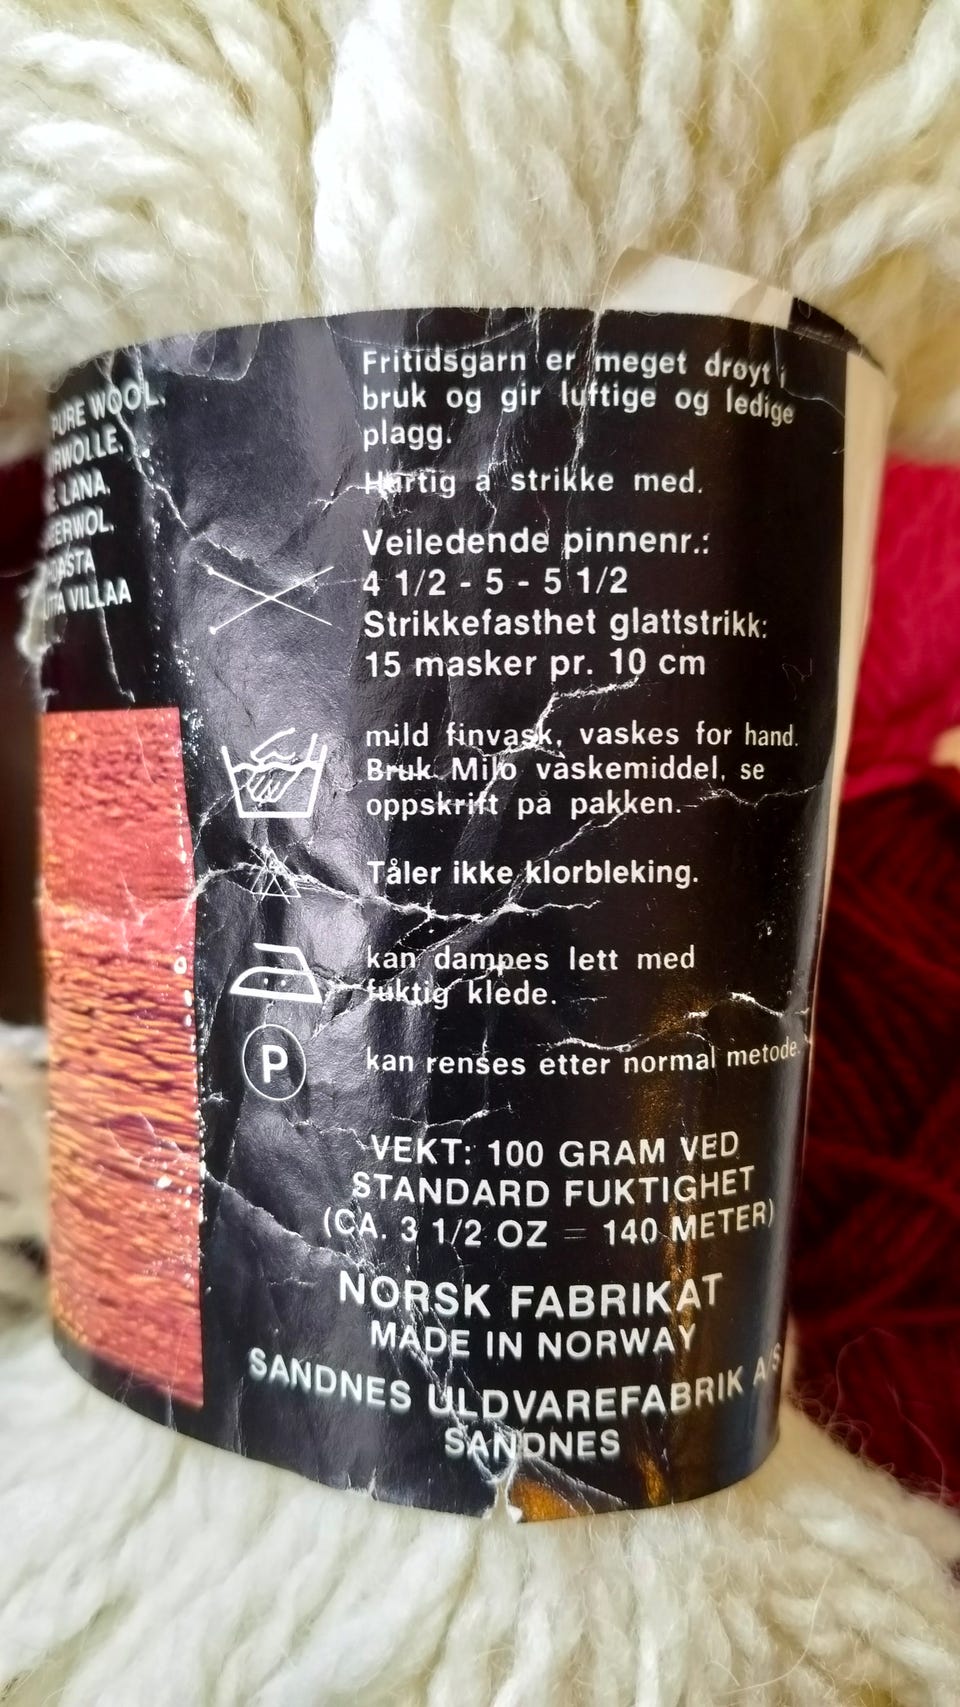 PURE WOOL.
LANA.
VILLAA
Fritidsgarn er meget drøyt i
bruk og gir luftige og ledige
plagg.
Hurtig å strikke med.
Veiledende pinnenr.:
4 1/2 - 5 - 5 1/2
Strikkefasthet glattstrikk:
15 masker pr. 10 cm
mild finvask, vaskes for hand.
Bruk Milo vaskemiddel, se
oppskrift på pakken.
Tåler ikke klorbleking.
kan dampes lett med
fuktig klede.
P
kan renses etter normal metode.
VEKT: 100 GRAM VED
STANDARD FUKTIGHET
(CA. 3 1/2 OZ = 140 METER)
NORSK FABRIKAT
MADE IN NORWAY
SANDNES ULDVAREFABRIK A/S
SANDNES